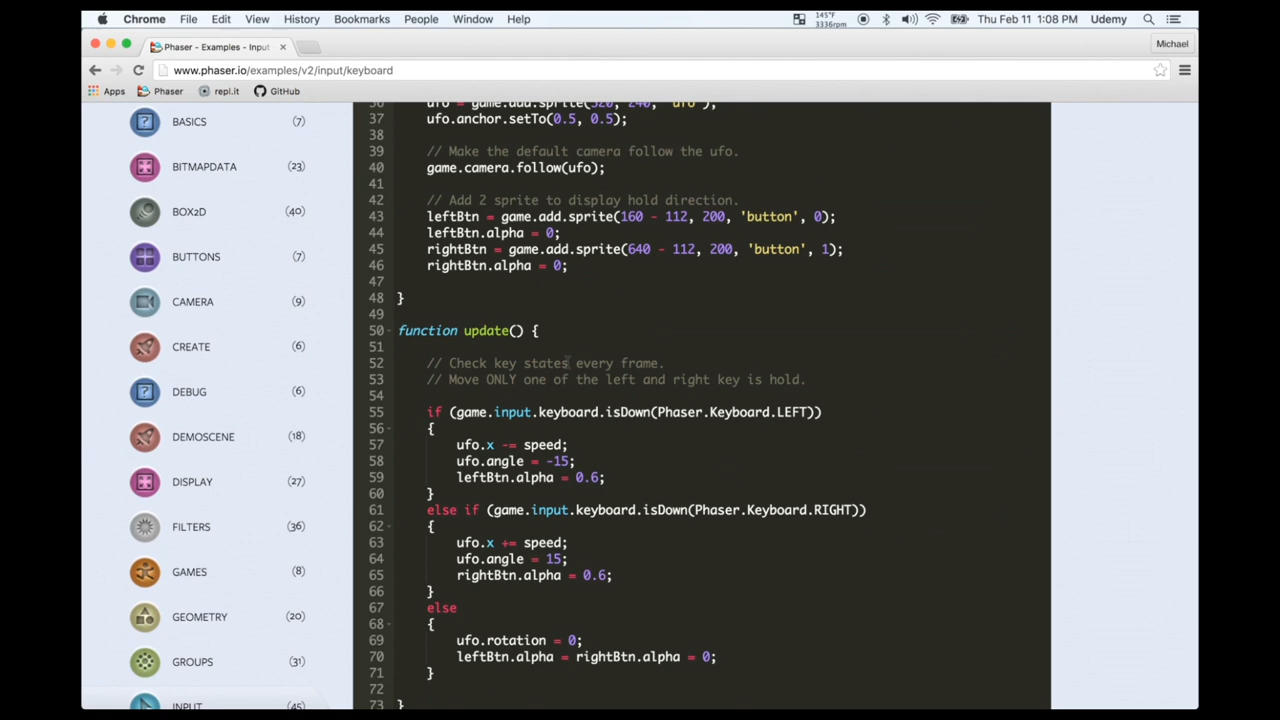 Chrome File Edit View History Bookmarks People Window Help 145°F 3336rpm Thu Feb 11 1:08 PM Udemy
Phaser - Examples - Input Michael
www.phaser.io/examples/v2/input/keyboard
Apps Phaser repl.it GitHub
BASICS (7)
BITMAPDATA (23)
BOX2D (40)
BUTTONS (7)
CAMERA (9)
CREATE (6)
DEBUG (6)
DEMOSCENE (18)
DISPLAY (27)
FILTERS (36)
GAMES (8)
GEOMETRY (20)
GROUPS (31)
INPUT (45)
36 ufo = game.add.sprite(320, 240, 'ufo');
37 ufo.anchor.setTo(0.5, 0.5);
38
39 // Make the default camera follow the ufo.
40 game.camera.follow(ufo);
41
42 // Add 2 sprite to display hold direction.
43 leftBtn = game.add.sprite(160 - 112, 200, 'button', 0);
44 leftBtn.alpha = 0;
45 rightBtn = game.add.sprite(640 - 112, 200, 'button', 1);
46 rightBtn.alpha = 0;
47
48 }
49
50 function update() {
51
52 // Check key states every frame.
53 // Move ONLY one of the left and right key is hold.
54
55 if (game.input.keyboard.isDown(Phaser.Keyboard.LEFT))
56 {
57 ufo.x -= speed;
58 ufo.angle = -15;
59 leftBtn.alpha = 0.6;
60 }
61 else if (game.input.keyboard.isDown(Phaser.Keyboard.RIGHT))
62 {
63 ufo.x += speed;
64 ufo.angle = 15;
65 rightBtn.alpha = 0.6;
66 }
67 else
68 {
69 ufo.rotation = 0;
70 leftBtn.alpha = rightBtn.alpha = 0;
71 }
72
73 }